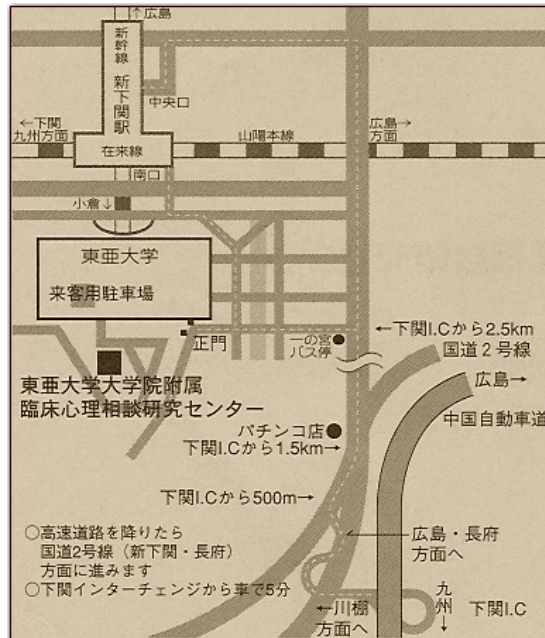 ↑広島
新幹線
新下関駅
中央口
←下関
九州方面
山陽本線
広島→
方面
在来線
南口
小倉↓
東亜大学
来客用駐車場
正門
一の宮
バス停
←下関I.Cから2.5km
国道2号線
東亜大学大学院附属
臨床心理相談研究センター
広島→
中国自動車道
パチンコ店
下関I.Cから1.5km→
下関I.Cから500m→
○高速道路を降りたら
国道2号線（新下関・長府）
方面に進みます
○下関インターチェンジから車で5分
広島・長府
方面へ
←川棚
方面へ
九州↓
下関I.C